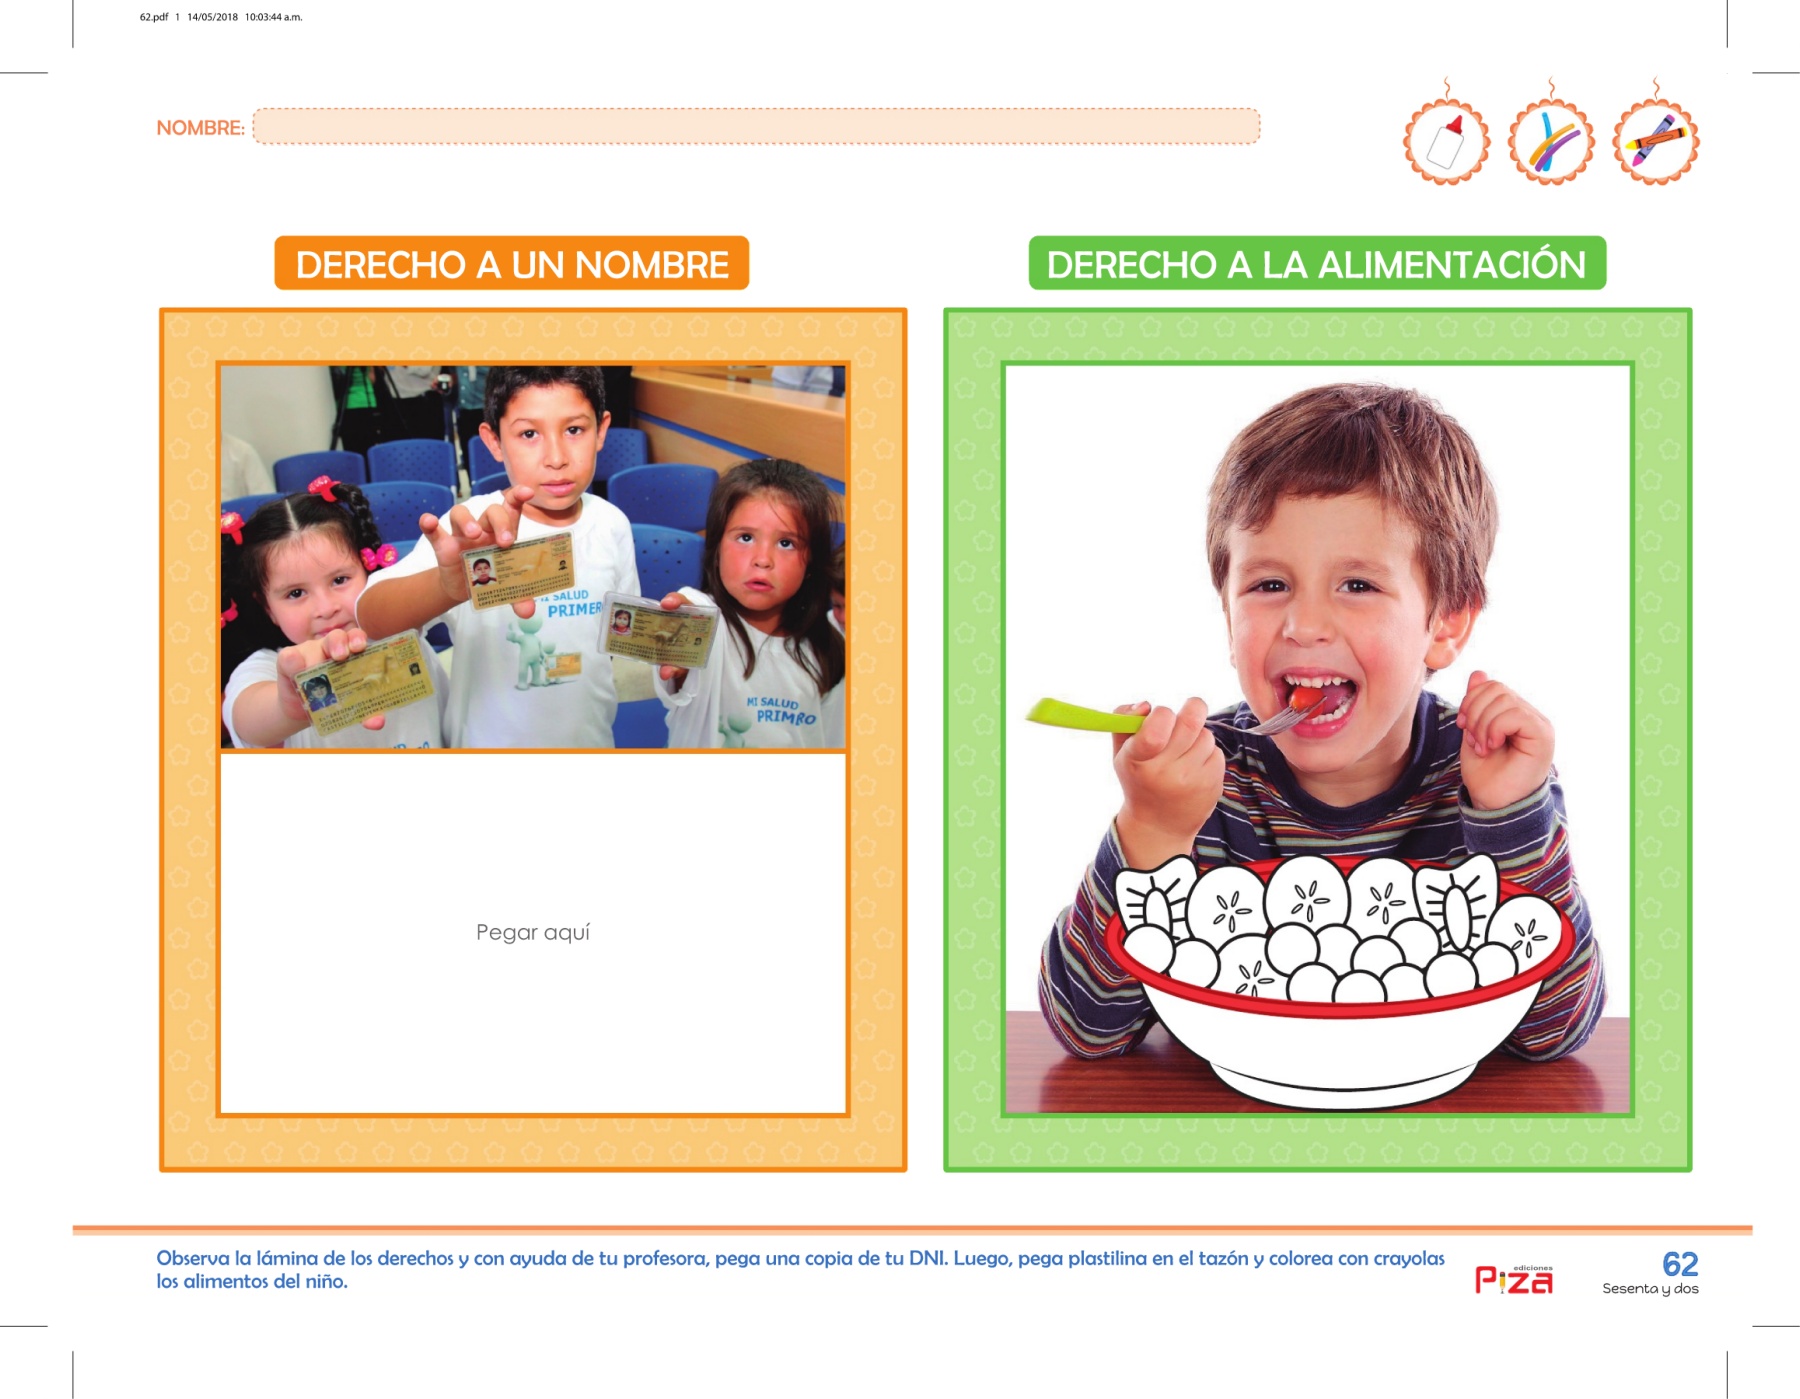 62.pdf 1 14/05/2018 10:03:44 a.m.
NOMBRE:
DERECHO A UN NOMBRE
DERECHO A LA ALIMENTACIÓN
MI SALUD
PRIMERO
MI SALUD
PRIMERO
Pegar aquí
Observa la lámina de los derechos y con ayuda de tu profesora, pega una copia de tu DNI. Luego, pega plastilina en el tazón y colorea con crayolas
los alimentos del niño.
ediciones
Piza
62
Sesenta y dos